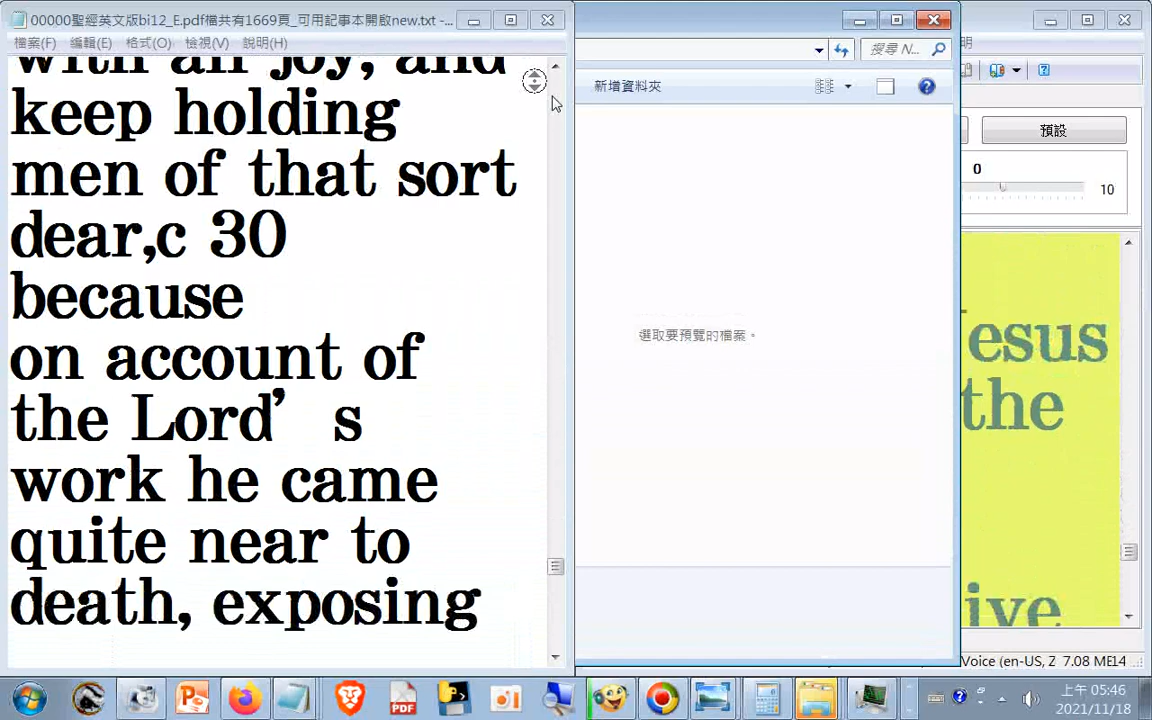 00000聖經英文版bi12_E.pdf檔共有1669頁_可用記事本開啟new.txt -...
檔案(F) 編輯(E) 格式(O) 檢視(V) 說明(H)
with all joy, and
keep holding
men of that sort
dear,c 30
because
on account of
the Lord’s
work he came
quite near to
death, exposing
搜尋 N...
新增資料夾
選取要預覽的檔案。
明
預設
0
10
esus
the
ive
Voice (en-US, Z 7.08 ME14
上午 05:46
2021/11/18